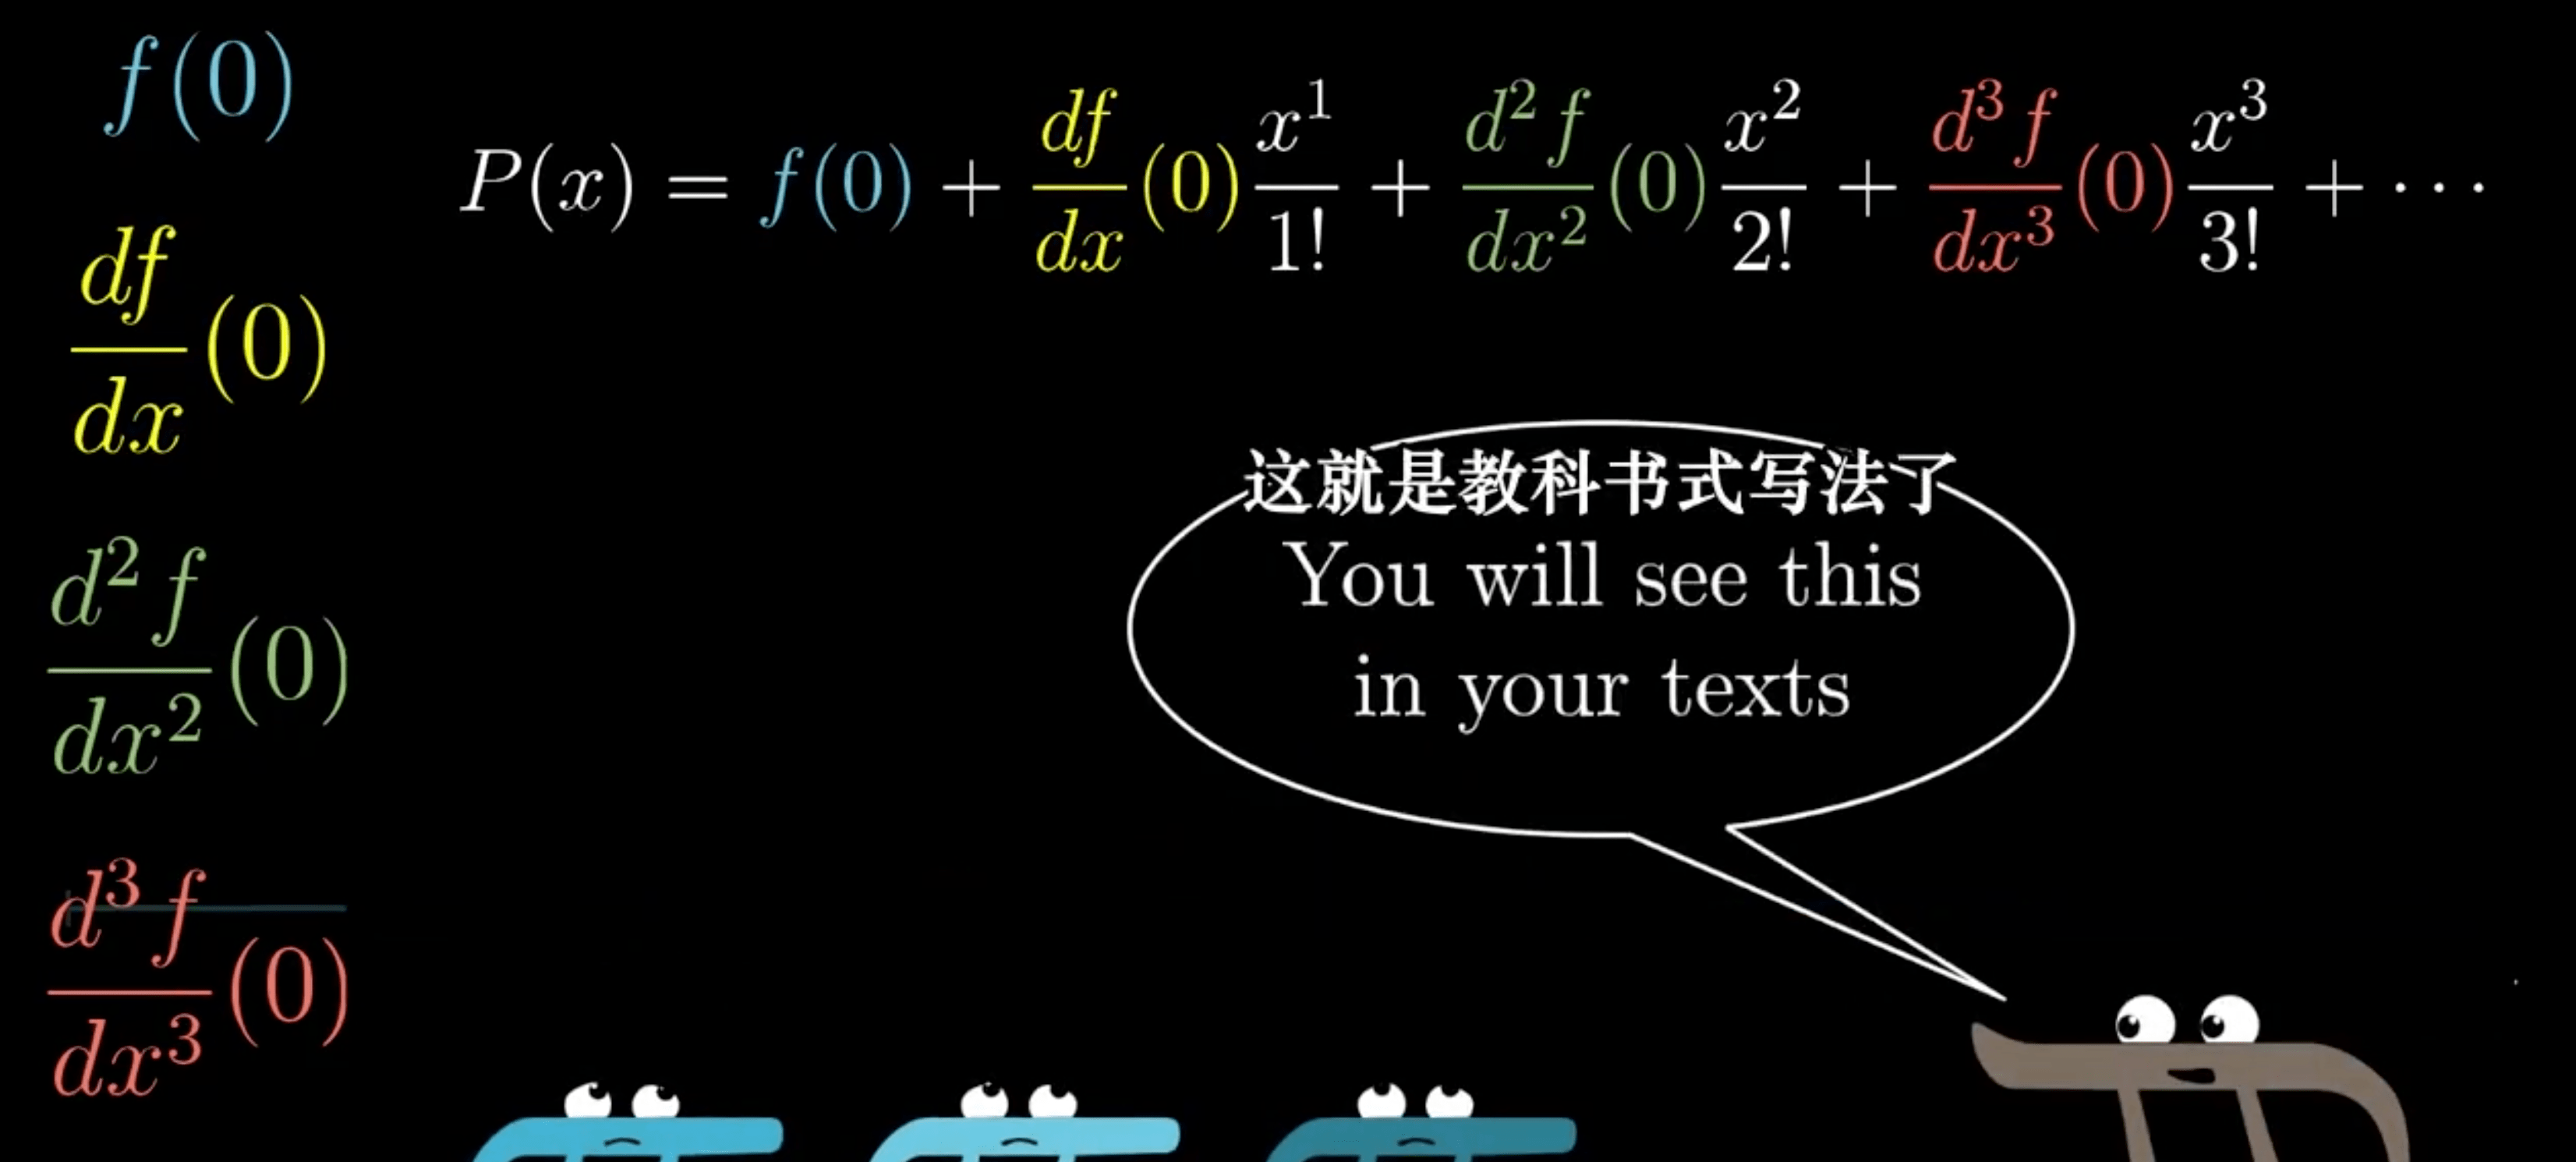 f(0)
P(x) = f(0) + \frac{df}{dx}(0)\frac{x^1}{1!} + \frac{d^2 f}{dx^2}(0)\frac{x^2}{2!} + \frac{d^3 f}{dx^3}(0)\frac{x^3}{3!} + \cdots
\frac{df}{dx}(0)
\frac{d^2 f}{dx^2}(0)
\frac{d^3 f}{dx^3}(0)
这就是教科书式写法了
You will see this
in your texts